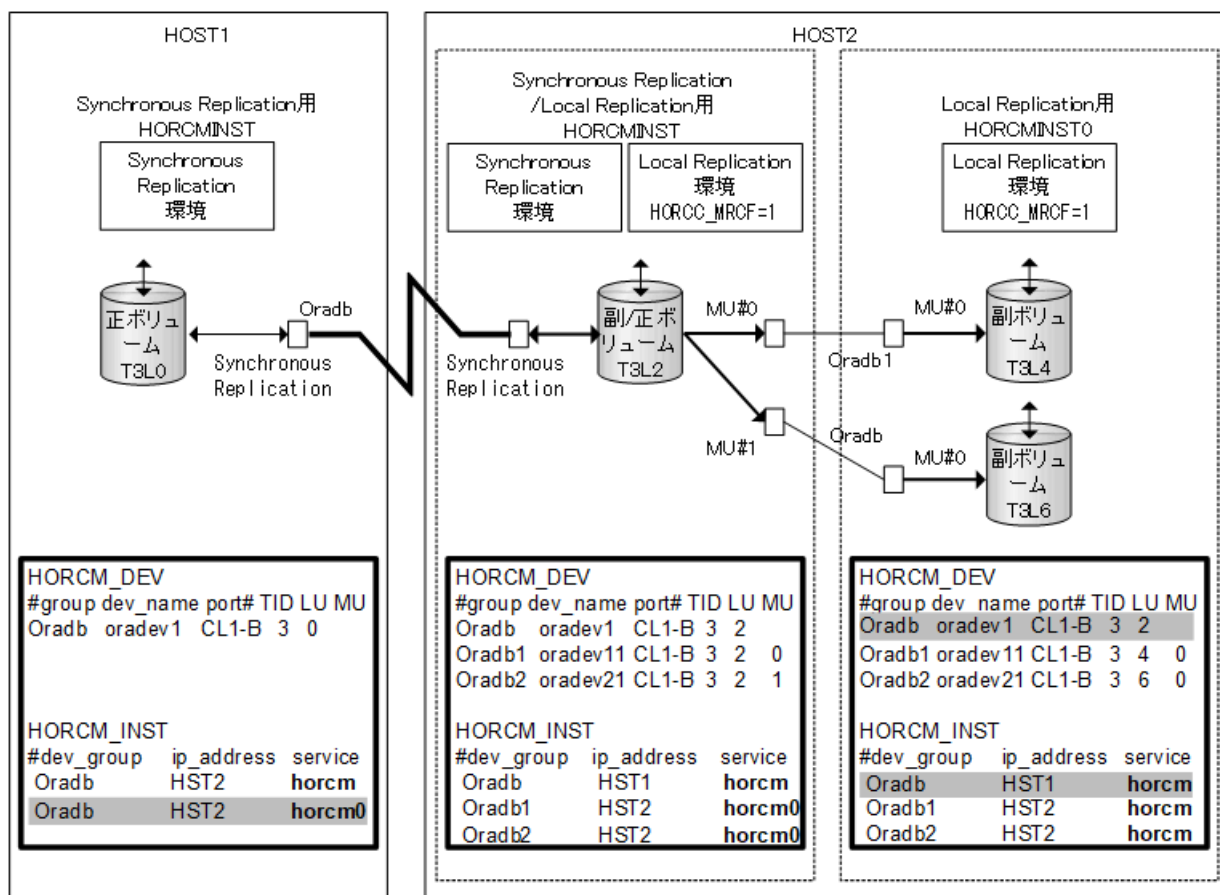 HOST1
HOST2
Synchronous Replication用
HORCMINST
Synchronous
Replication
環境
Synchronous Replication
/Local Replication用
HORCMINST
Synchronous
Replication
環境
Local Replication
環境
HORCC_MRCF=1
Local Replication用
HORCMINST0
Local Replication
環境
HORCC_MRCF=1
正ボリュ
ーム
T3L0
Oradb
Synchronous
Replication
Synchronous
Replication
副/正ボ
リューム
T3L2
MU#0
MU#1
Oradb1
Oradb
MU#0
副ボリュ
ーム
T3L4
MU#0
副ボリュ
ーム
T3L6
HORCM_DEV
#group dev_name port# TID LU MU
Oradb oradev1 CL1-B 3 0
HORCM_INST
#dev_group ip_address service
Oradb HST2 horcm
Oradb HST2 horcm0
HORCM_DEV
#group dev_name port# TID LU MU
Oradb oradev1 CL1-B 3 2
Oradb1 oradev11 CL1-B 3 2 0
Oradb2 oradev21 CL1-B 3 2 1
HORCM_INST
#dev_group ip_address service
Oradb HST1 horcm
Oradb1 HST2 horcm0
Oradb2 HST2 horcm0
HORCM_DEV
#group dev_name port# TID LU MU
Oradb oradev1 CL1-B 3 2
Oradb1 oradev11 CL1-B 3 4 0
Oradb2 oradev21 CL1-B 3 6 0
HORCM_INST
#dev_group ip_address service
Oradb HST1 horcm
Oradb1 HST2 horcm
Oradb2 HST2 horcm